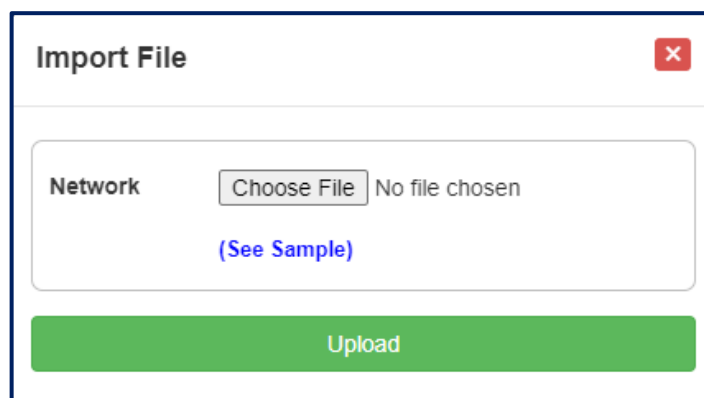 Import File
×
Network
Choose File No file chosen
(See Sample)
Upload